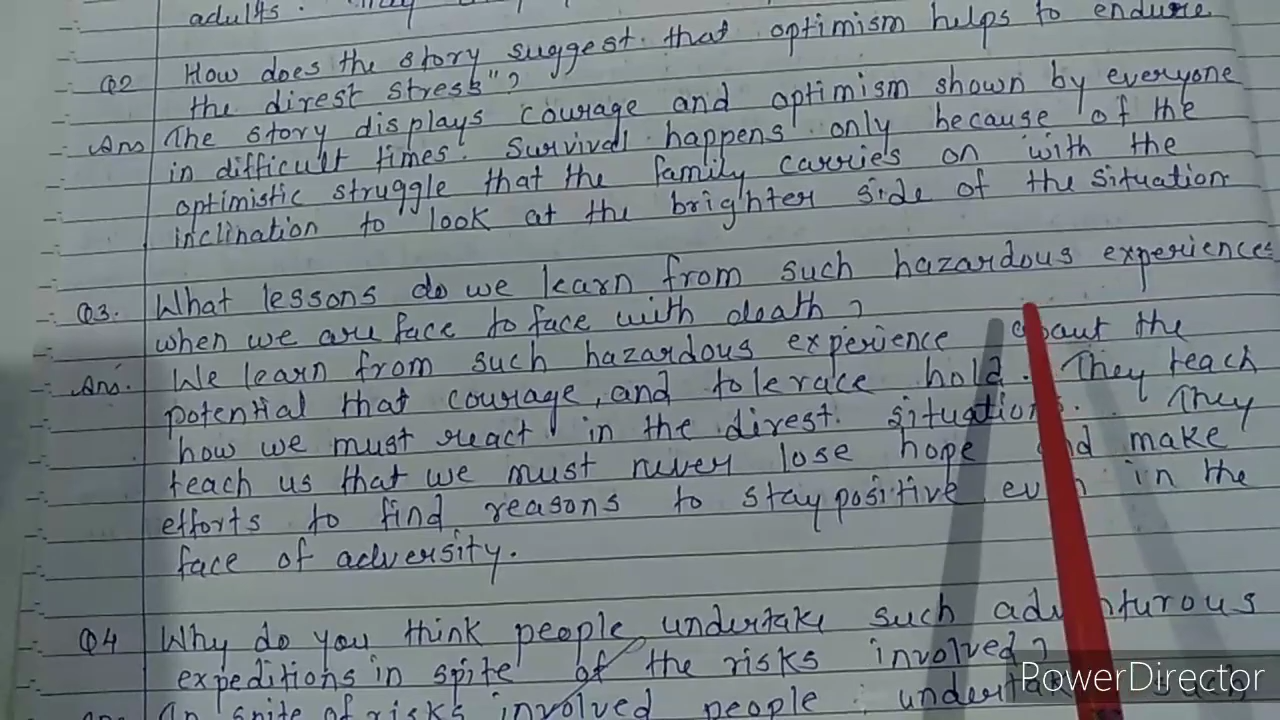 adults.
Q2 How does the story suggest that optimism helps to endure
the direst stress"?
Ans The story displays courage and optimism shown by everyone
in difficult times. Survival happens only because of the
optimistic struggle that the family carries on with the
inclination to look at the brighter side of the situation
Q3. What lessons do we learn from such hazardous experiences
when we are face to face with death?
Ans. We learn from such hazardous experience about the
potential that courage, and tolerace hold. They teach
how we must react in the direst. situation. They
teach us that we must never lose hope and make
efforts to find reasons to stay positive even in the
face of adversity.
Q4 Why do you think people undertake such adventurous
expeditions in spite of the risks involved?
In spite of risks involved people undertake such
PowerDirector